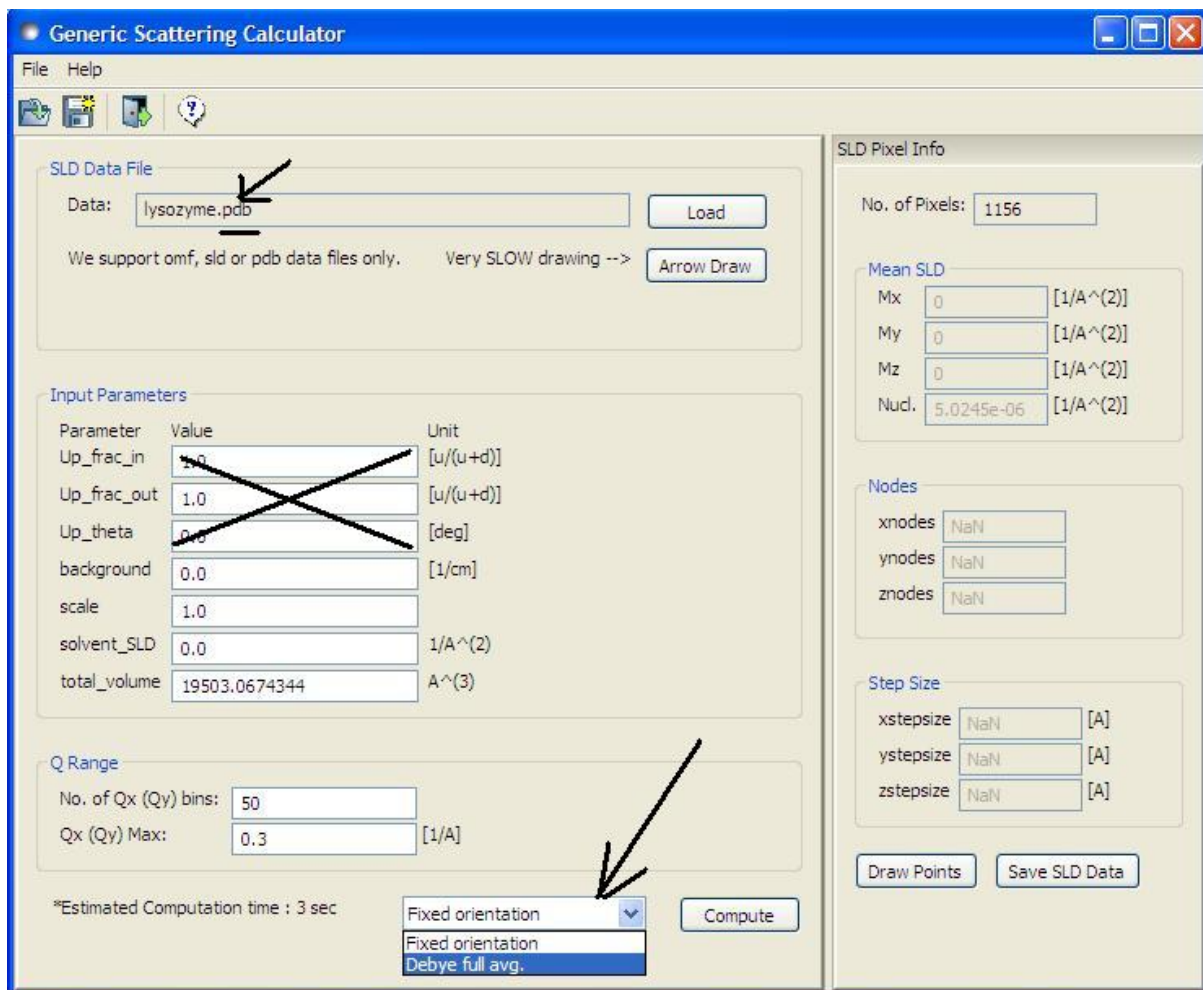 Generic Scattering Calculator
File Help
SLD Data File
Data: lysozyme.pdb Load
We support omf, sld or pdb data files only. Very SLOW drawing --> Arrow Draw
Input Parameters
Parameter Value Unit
Up_frac_in 1.0 [u/(u+d)]
Up_frac_out 1.0 [u/(u+d)]
Up_theta [deg]
background 0.0 [1/cm]
scale 1.0
solvent_SLD 0.0 1/A^(2)
total_volume 19503.0674344 A^(3)
Q Range
No. of Qx (Qy) bins: 50
Qx (Qy) Max: 0.3 [1/A]
*Estimated Computation time : 3 sec Fixed orientation Compute
Fixed orientation
Debye full avg.
SLD Pixel Info
No. of Pixels: 1156
Mean SLD
Mx 0 [1/A^(2)]
My 0 [1/A^(2)]
Mz 0 [1/A^(2)]
Nucl. 5.0245e-06 [1/A^(2)]
Nodes
xnodes NaN
ynodes NaN
znodes NaN
Step Size
xstepsize NaN [A]
ystepsize NaN [A]
zstepsize NaN [A]
Draw Points Save SLD Data